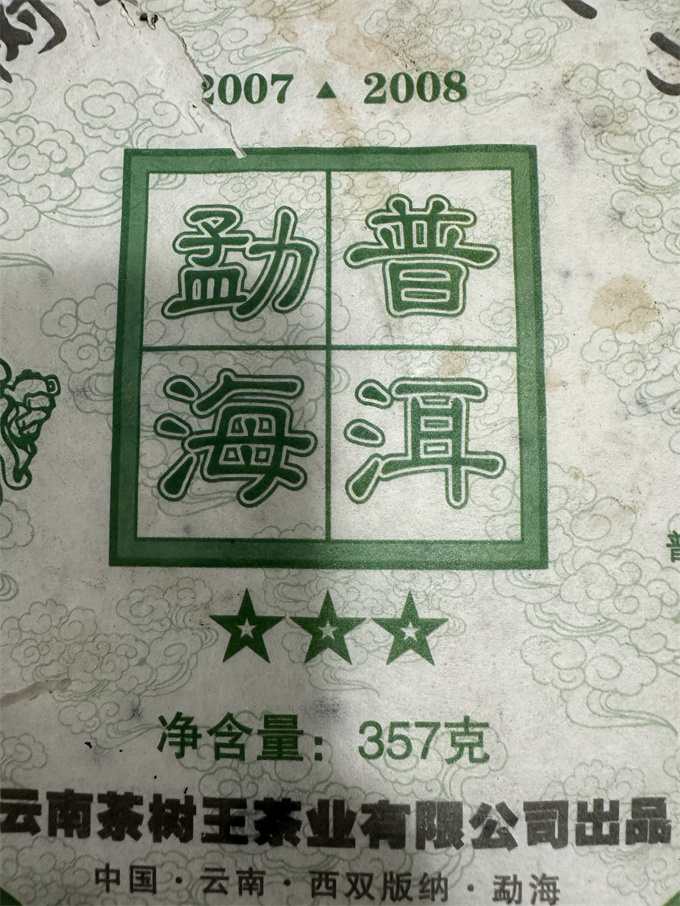 2007 ▲ 2008
勐 普
海 洱
净含量：357克
云南茶树王茶业有限公司出品
中国·云南·西双版纳·勐海
普